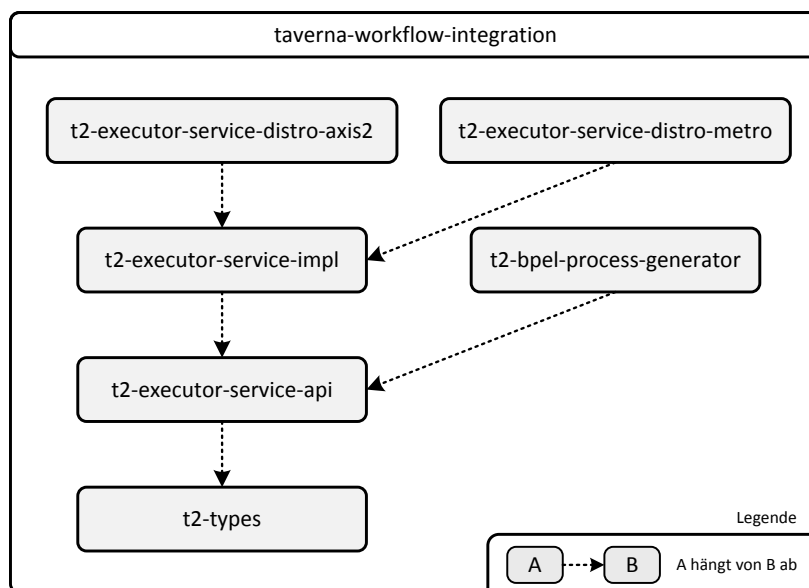 taverna-workflow-integration
t2-executor-service-distro-axis2
t2-executor-service-distro-metro
t2-executor-service-impl
t2-bpel-process-generator
t2-executor-service-api
t2-types
Legende
A
B
A hängt von B ab